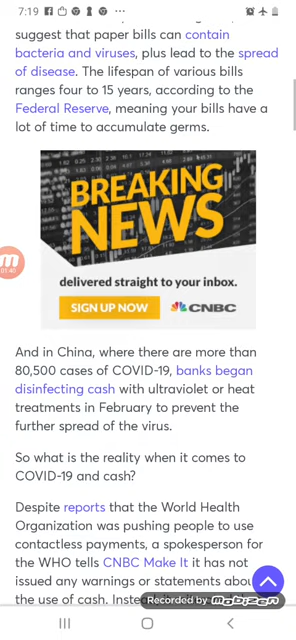 7:19
suggest that paper bills can contain
bacteria and viruses, plus lead to the spread
of disease. The lifespan of various bills
ranges four to 15 years, according to the
Federal Reserve, meaning your bills have a
lot of time to accumulate germs.
BREAKING
NEWS
delivered straight to your inbox.
SIGN UP NOW
CNBC
01:40
And in China, where there are more than
80,500 cases of COVID-19, banks began
disinfecting cash with ultraviolet or heat
treatments in February to prevent the
further spread of the virus.
So what is the reality when it comes to
COVID-19 and cash?
Despite reports that the World Health
Organization was pushing people to use
contactless payments, a spokesperson for
the WHO tells CNBC Make It it has not
issued any warnings or statements about
the use of cash.
Recorded by mobizen